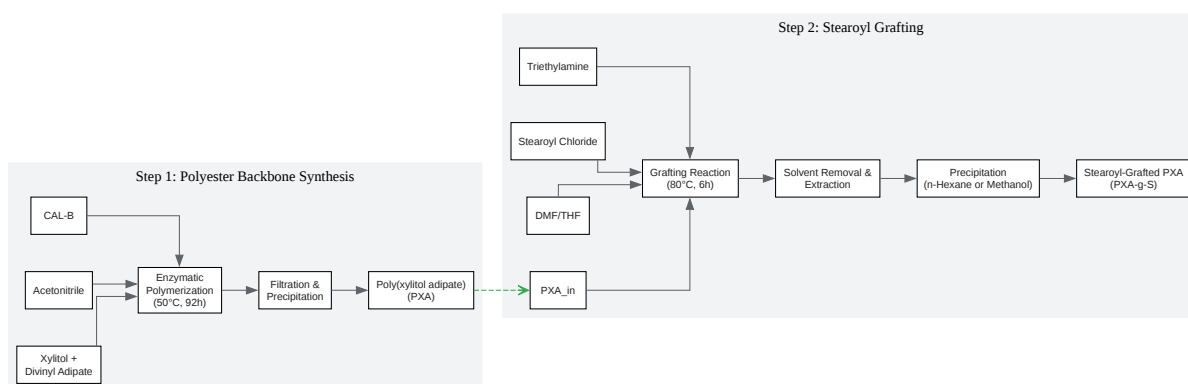 Step 2: Stearoyl Grafting
Triethylamine
Stearoyl Chloride
DMF/THF
PXA_in
Grafting Reaction
(80°C, 6h)
Solvent Removal &
Extraction
Precipitation
(n-Hexane or Methanol)
Stearoyl-Grafted PXA
(PXA-g-S)
Step 1: Polyester Backbone Synthesis
CAL-B
Acetonitrile
Xylitol +
Divinyl Adipate
Enzymatic
Polymerization
(50°C, 92h)
Filtration &
Precipitation
Poly(xylitol adipate)
(PXA)